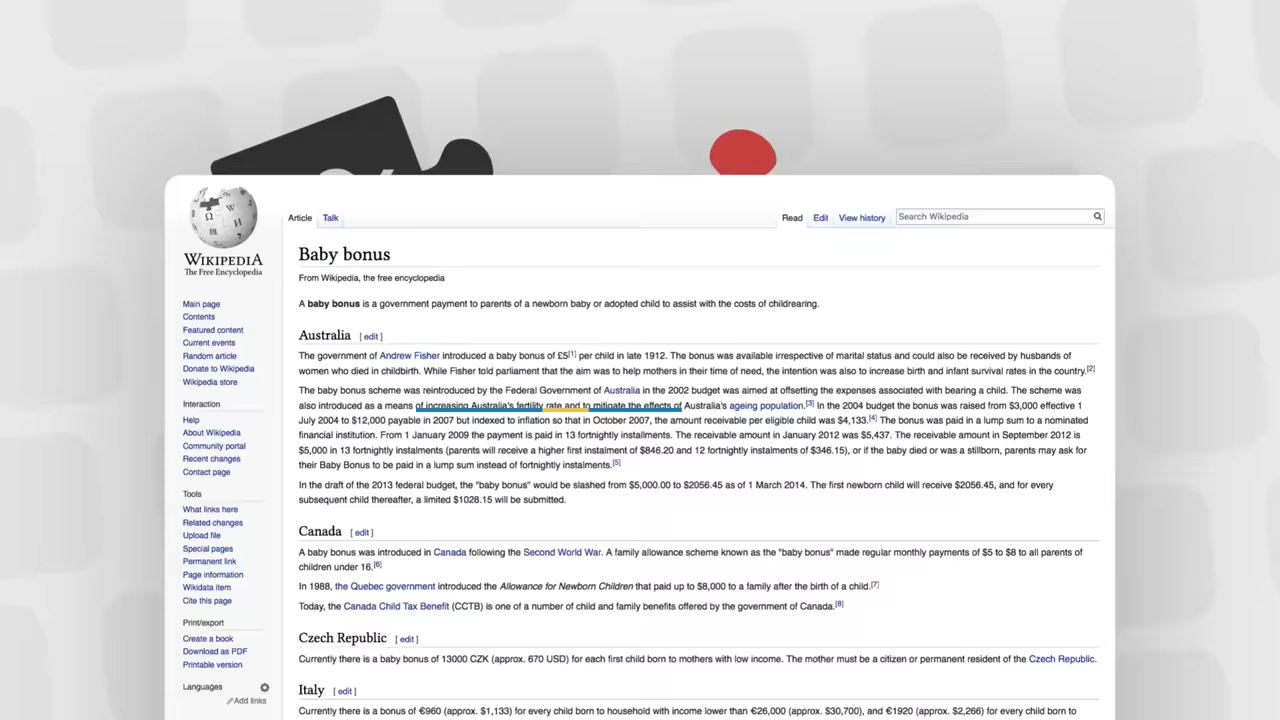 WIKIPEDIA
The Free Encyclopedia
Main page
Contents
Featured content
Current events
Random article
Donate to Wikipedia
Wikipedia store
Interaction
Help
About Wikipedia
Community portal
Recent changes
Contact page
Tools
What links here
Related changes
Upload file
Special pages
Permanent link
Page information
Wikidata item
Cite this page
Print/export
Create a book
Download as PDF
Printable version
Languages
Add links
Article Talk Read Edit View history Search Wikipedia
Baby bonus
From Wikipedia, the free encyclopedia
A baby bonus is a government payment to parents of a newborn baby or adopted child to assist with the costs of childrearing.
Australia [ edit ]
The government of Andrew Fisher introduced a baby bonus of £5[1] per child in late 1912. The bonus was available irrespective of marital status and could also be received by husbands of
women who died in childbirth. While Fisher told parliament that the aim was to help mothers in their time of need, the intention was also to increase birth and infant survival rates in the country.[2]
The baby bonus scheme was reintroduced by the Federal Government of Australia in the 2002 budget was aimed at offsetting the expenses associated with bearing a child. The scheme was
also introduced as a means of increasing Australia's fertility rate and to mitigate the effects of Australia's ageing population.[3] In the 2004 budget the bonus was raised from $3,000 effective 1
July 2004 to $12,000 payable in 2007 but indexed to inflation so that in October 2007, the amount receivable per eligible child was $4,133.[4] The bonus was paid in a lump sum to a nominated
financial institution. From 1 January 2009 the payment is paid in 13 fortnightly installments. The receivable amount in January 2012 was $5,437. The receivable amount in September 2012 is
$5,000 in 13 fortnightly instalments (parents will receive a higher first instalment of $846.20 and 12 fortnightly instalments of $346.15), or if the baby died or was a stillborn, parents may ask for
their Baby Bonus to be paid in a lump sum instead of fortnightly instalments.[5]
In the draft of the 2013 federal budget, the "baby bonus" would be slashed from $5,000.00 to $2056.45 as of 1 March 2014. The first newborn child will receive $2056.45, and for every
subsequent child thereafter, a limited $1028.15 will be submitted.
Canada [ edit ]
A baby bonus was introduced in Canada following the Second World War. A family allowance scheme known as the "baby bonus" made regular monthly payments of $5 to $8 to all parents of
children under 16.[6]
In 1988, the Quebec government introduced the Allowance for Newborn Children that paid up to $8,000 to a family after the birth of a child.[7]
Today, the Canada Child Tax Benefit (CCTB) is one of a number of child and family benefits offered by the government of Canada.[8]
Czech Republic [ edit ]
Currently there is a baby bonus of 13000 CZK (approx. 670 USD) for each first child born to mothers with low income. The mother must be a citizen or permanent resident of the Czech Republic.
Italy [ edit ]
Currently there is a bonus of €960 (approx. $1,133) for every child born to household with income lower than €26,000 (approx. $30,700), and €1920 (approx. $2,266) for every child born to